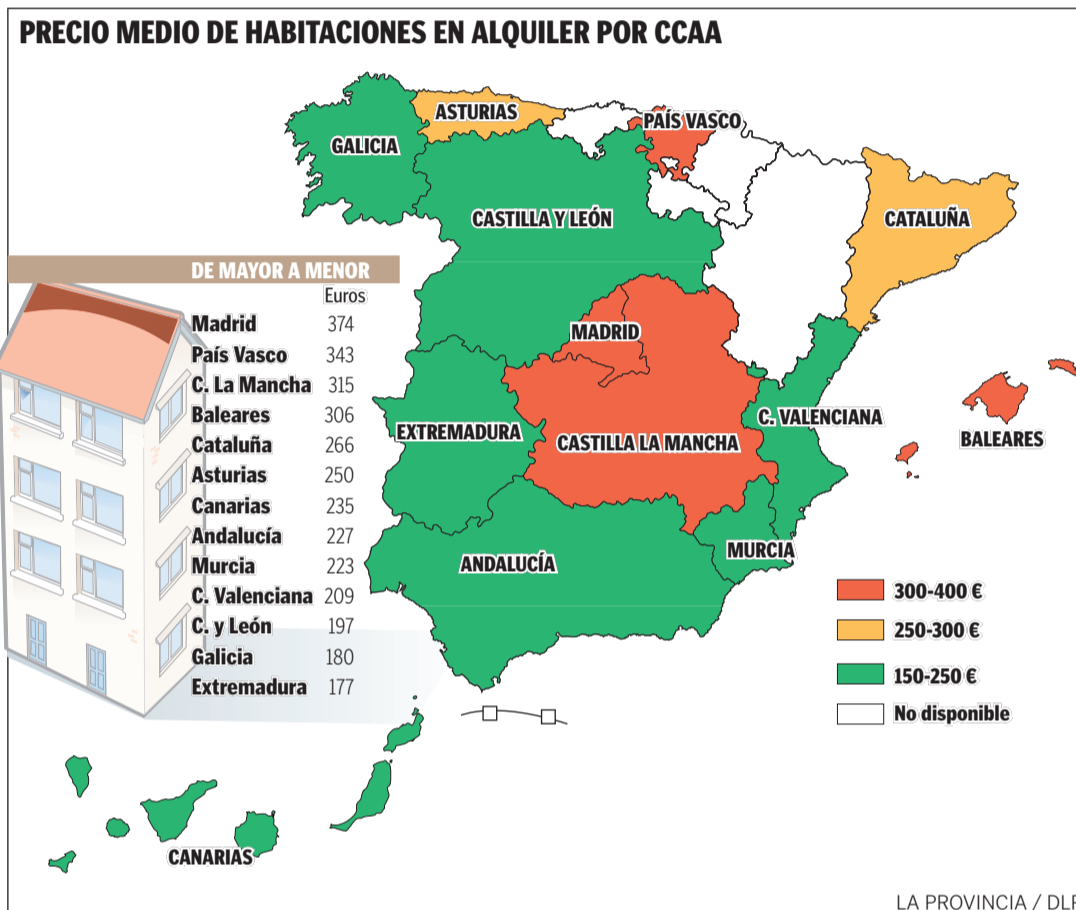 PRECIO MEDIO DE HABITACIONES EN ALQUILER POR CCAA
ASTURIAS
PAÍS VASCO
GALICIA
CASTILLA Y LEÓN
CATALUÑA
DE MAYOR A MENOR
Euros
Madrid 374
País Vasco 343
C. La Mancha 315
Baleares 306
Cataluña 266
Asturias 250
Canarias 235
Andalucía 227
Murcia 223
C. Valenciana 209
C. y León 197
Galicia 180
Extremadura 177
MADRID
EXTREMADURA
CASTILLA LA MANCHA
C. VALENCIANA
BALEARES
ANDALUCÍA
MURCIA
300-400 €
250-300 €
150-250 €
No disponible
CANARIAS
LA PROVINCIA / DLP